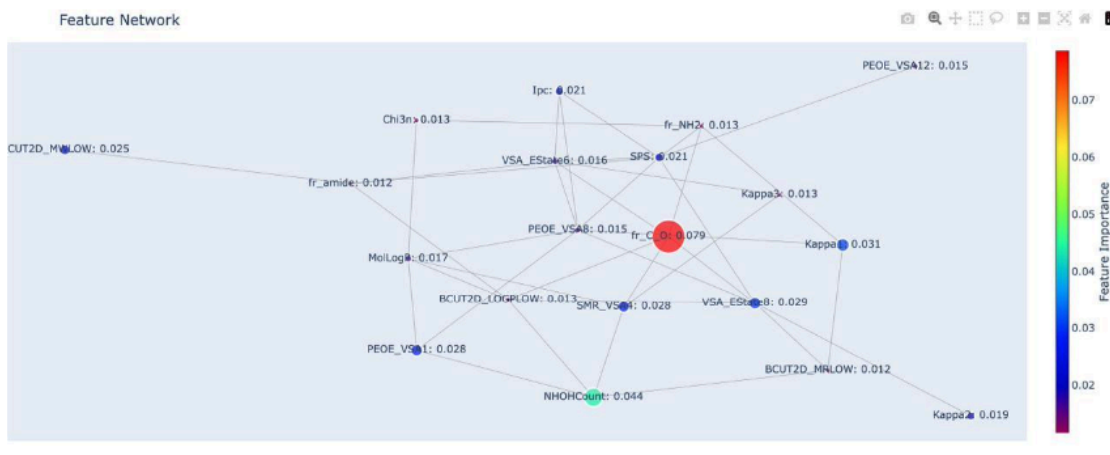 Feature Network
PEOE_VSA12: 0.015
Ipc: 0.021
Chi3n: 0.013
fr_NH2: 0.013
CUT2D_MWLOW: 0.025
VSA_EState6: 0.016
SPS: 0.021
fr_amide: 0.012
Kappa3: 0.013
PEOE_VSA8: 0.015
fr_C_O: 0.079
Kappa1: 0.031
MolLogP: 0.017
BCUT2D_LOGPLOW: 0.013
SMR_VSA4: 0.028
VSA_EState8: 0.029
PEOE_VSA1: 0.028
BCUT2D_MRLOW: 0.012
NHOHCount: 0.044
Kappa2: 0.019
0.07
0.06
0.05
0.04
0.03
0.02
Feature Importance